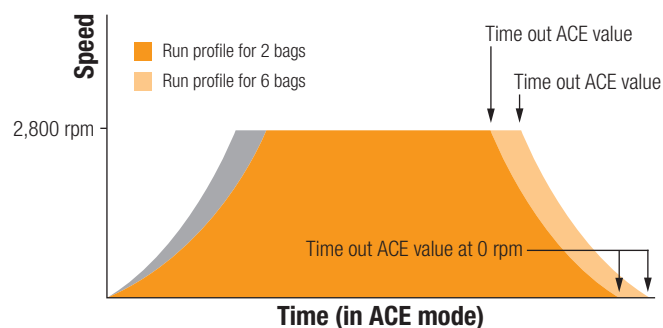 Speed
Run profile for 2 bags
Run profile for 6 bags
Time out ACE value
Time out ACE value
2,800 rpm
Time out ACE value at 0 rpm
Time (in ACE mode)